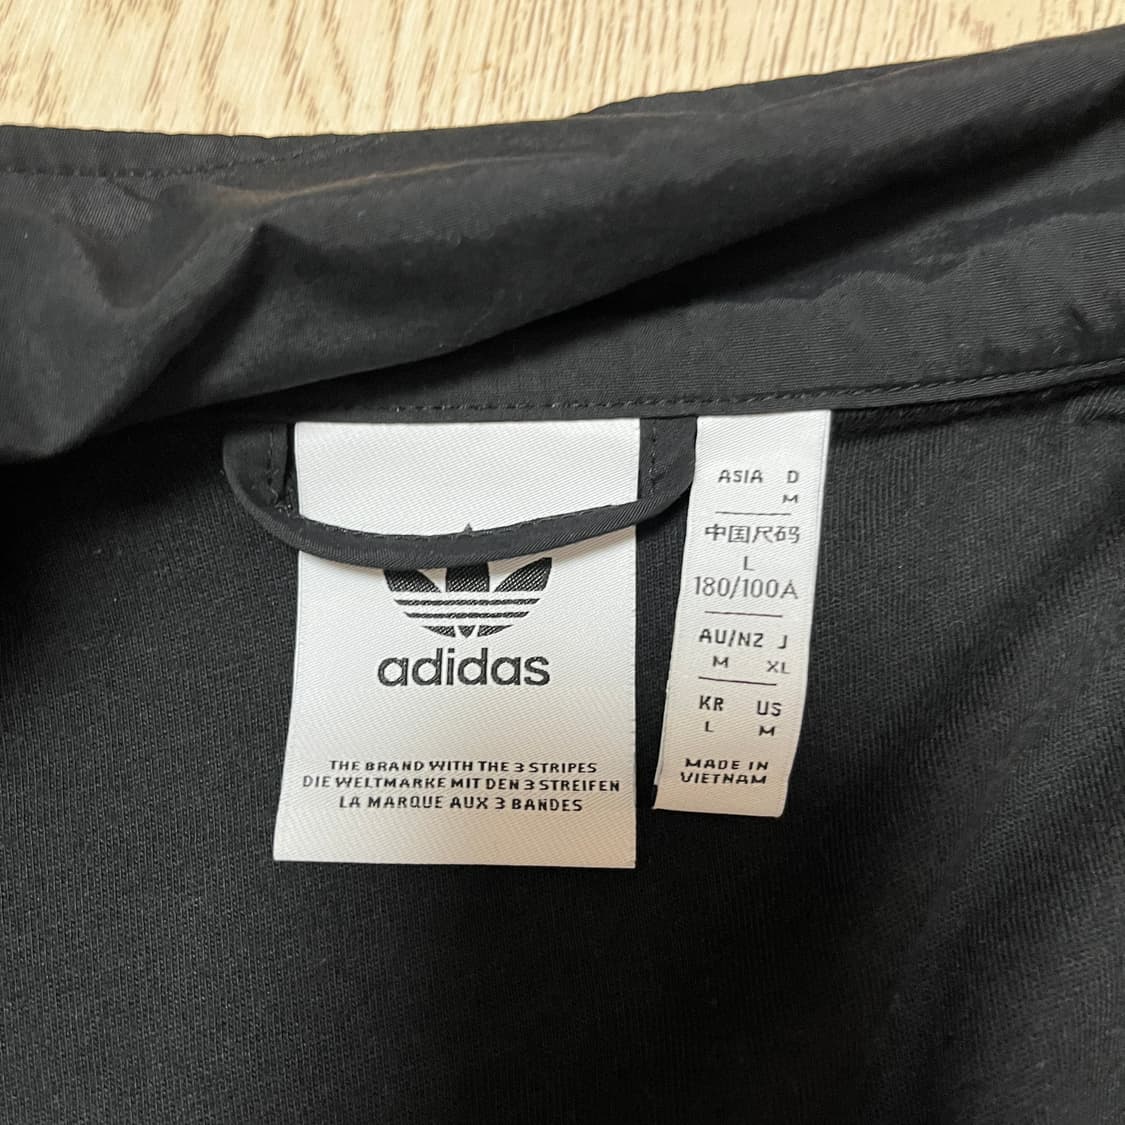 adidas
THE BRAND WITH THE 3 STRIPES
DIE WELTMARKE MIT DEN 3 STREIFEN
LA MARQUE AUX 3 BANDES
ASIA D
M
中国尺码
L
180/100A
AU/NZ J
M XL
KR US
L M
MADE IN
VIETNAM